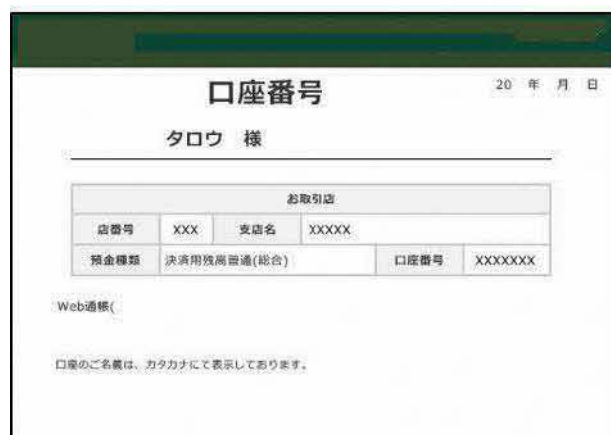 口座番号
20 年 月 日
タロウ 様
お取引店
店番号 XXX 支店名 XXXXX
預金種類 決済用残高普通(総合) 口座番号 XXXXXXX
Web通帳(
口座のご名義は、カタカナにて表示しております。